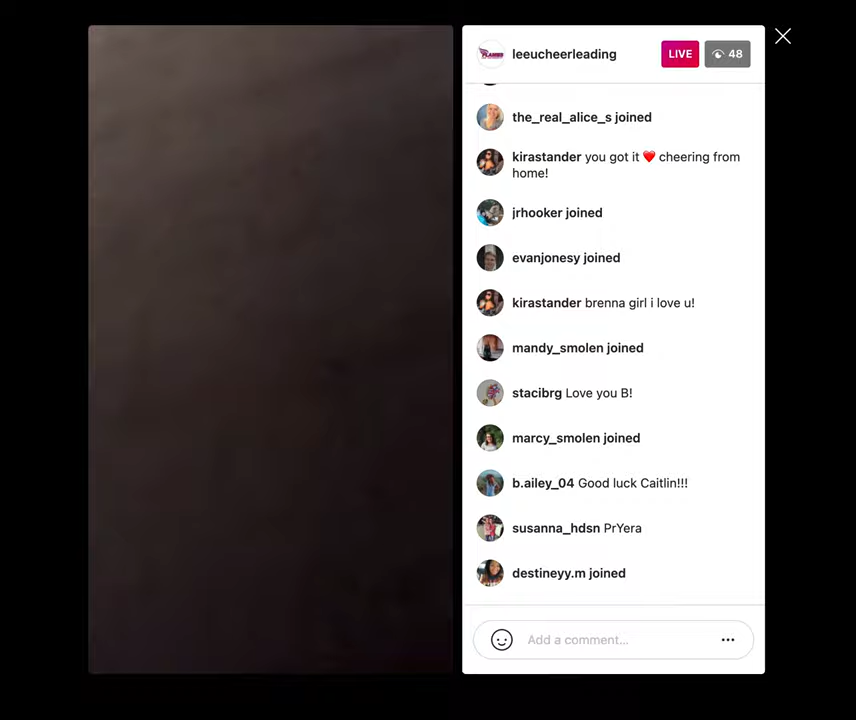 leeucheerleading LIVE 48
the_real_alice_s joined
kirastander you got it ❤️ cheering from
home!
jrhooker joined
evanjonesy joined
kirastander brenna girl i love u!
mandy_smolen joined
stacibrg Love you B!
marcy_smolen joined
b.ailey_04 Good luck Caitlin!!!
susanna_hdsn PrYera
destineyy.m joined
Add a comment...